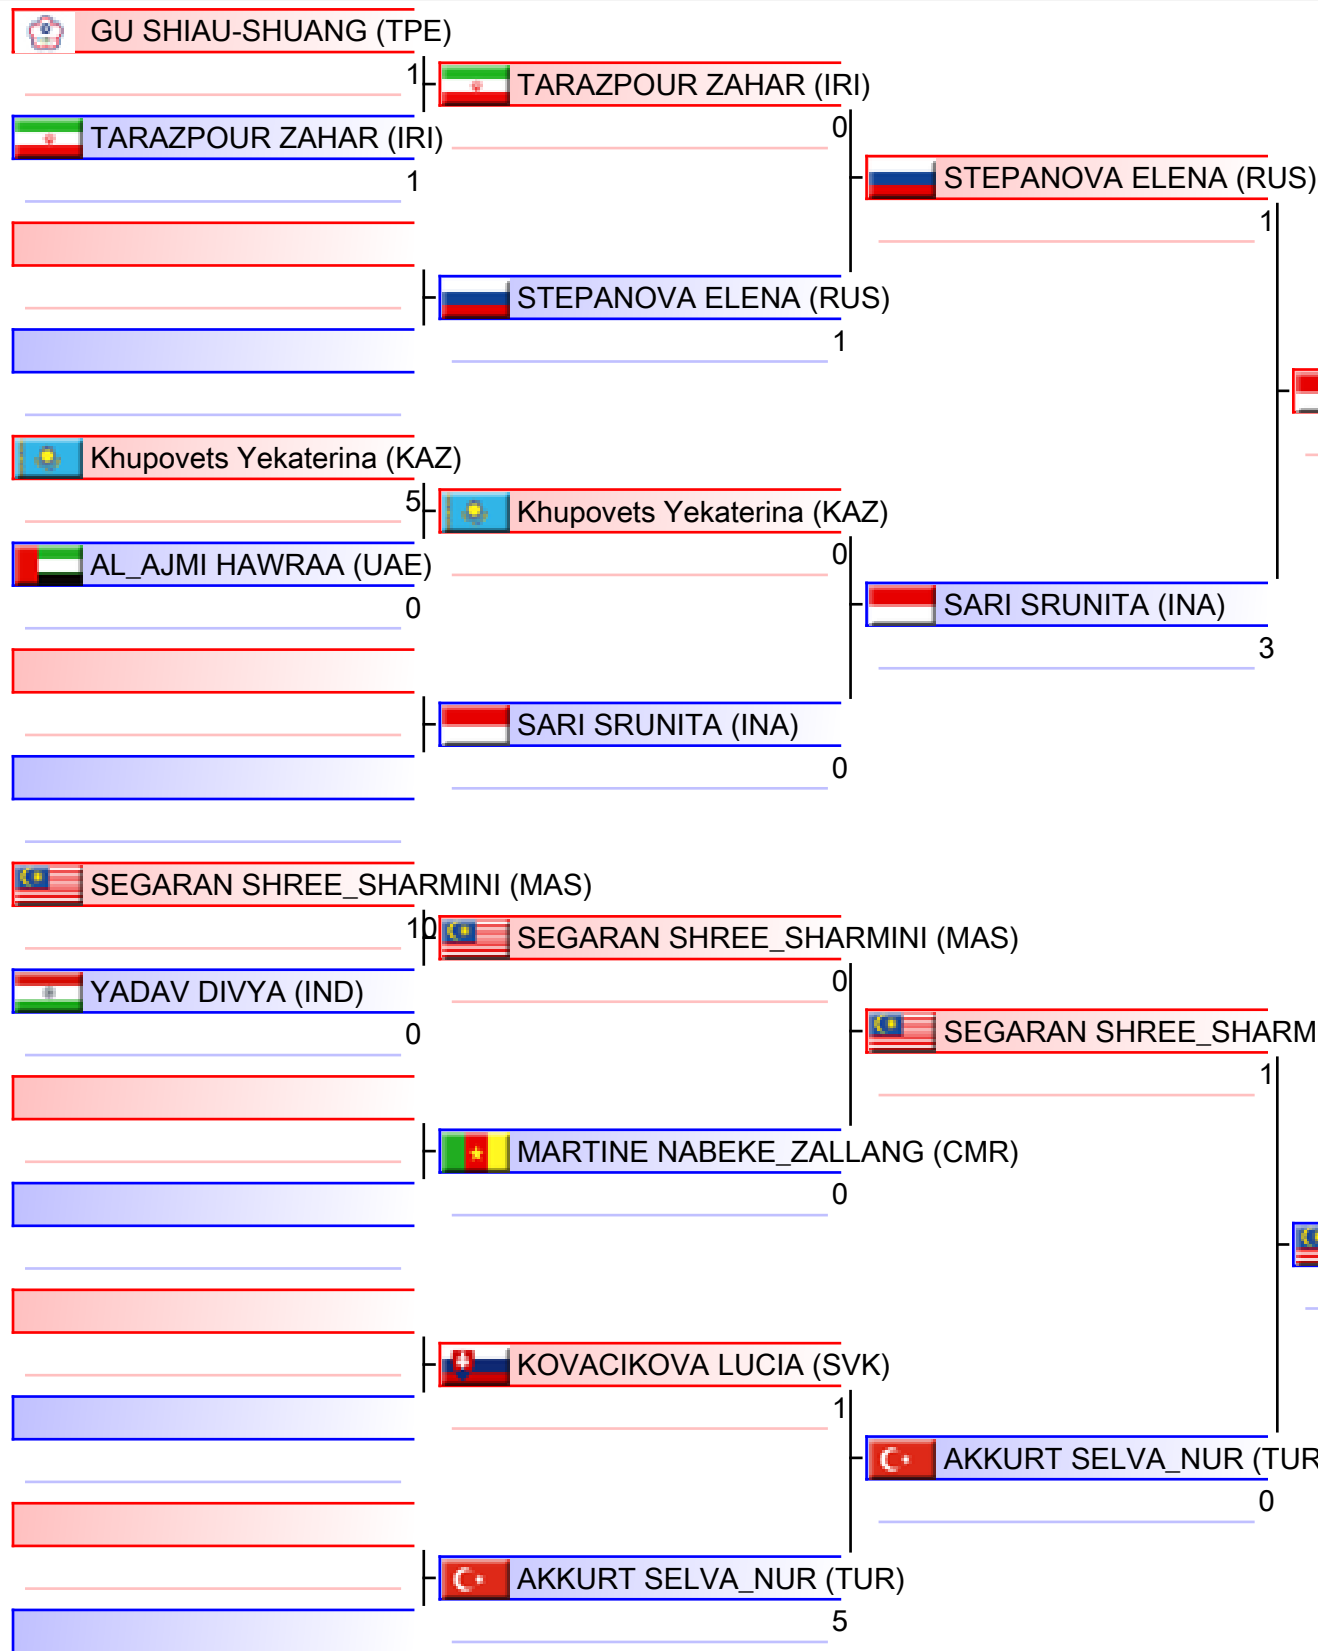 GU SHIAU-SHUANG (TPE)
1
TARAZPOUR ZAHAR (IRI)
1
Khupovets Yekaterina (KAZ)
5
AL_AJMI HAWRAA (UAE)
0
SEGARAN SHREE_SHARMINI (MAS)
10
YADAV DIVYA (IND)
0
TARAZPOUR ZAHAR (IRI)
0
STEPANOVA ELENA (RUS)
1
Khupovets Yekaterina (KAZ)
0
SARI SRUNITA (INA)
0
SEGARAN SHREE_SHARMINI (MAS)
0
MARTINE NABEKE_ZALLANG (CMR)
0
KOVACIKOVA LUCIA (SVK)
1
AKKURT SELVA_NUR (TUR)
5
STEPANOVA ELENA (RUS)
1
SARI SRUNITA (INA)
3
SEGARAN SHREE_SHARM
1
AKKURT SELVA_NUR (TUR
0